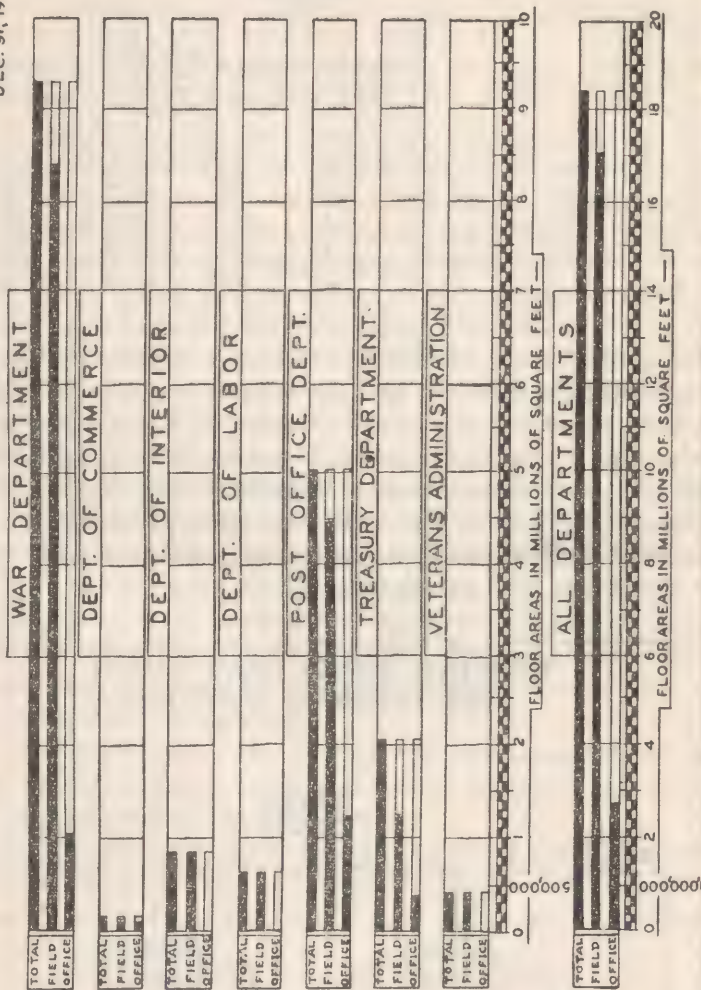 DEC. 31, 19
WAR DEPARTMENT
TOTAL
FIELD
OFFICE
DEPT. OF COMMERCE
TOTAL
FIELD
OFFICE
DEPT. OF INTERIOR
TOTAL
FIELD
OFFICE
DEPT. OF LABOR
TOTAL
FIELD
OFFICE
POST OFFICE DEPT.
TOTAL
FIELD
OFFICE
TREASURY DEPARTMENT.
TOTAL
FIELD
OFFICE
VETERANS ADMINISTRATION
TOTAL
FIELD
OFFICE
0 500,000 1 2 3 4 5 6 7 8 9 10
FLOOR AREAS IN MILLIONS OF SQUARE FEET —
ALL DEPARTMENTS
TOTAL
FIELD
OFFICE
0 2 4 6 8 10 12 14 16 18 20
FLOOR AREAS IN MILLIONS OF SQUARE FEET —